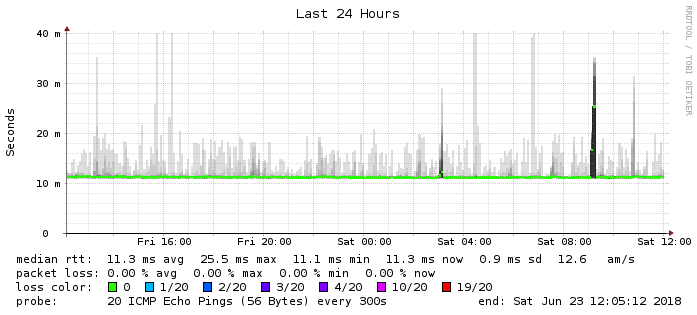 Last 24 Hours
RRDTOOL / TOBI OETIKER
Seconds
40 m
30 m
20 m
10 m
0
Fri 16:00 Fri 20:00 Sat 00:00 Sat 04:00 Sat 08:00 Sat 12:00
median rtt: 11.3 ms avg 25.5 ms max 11.1 ms min 11.3 ms now 0.9 ms sd 12.6 am/s
packet loss: 0.00 % avg 0.00 % max 0.00 % min 0.00 % now
loss color: 0 1/20 2/20 3/20 4/20 10/20 19/20
probe: 20 ICMP Echo Pings (56 Bytes) every 300s end: Sat Jun 23 12:05:12 2018